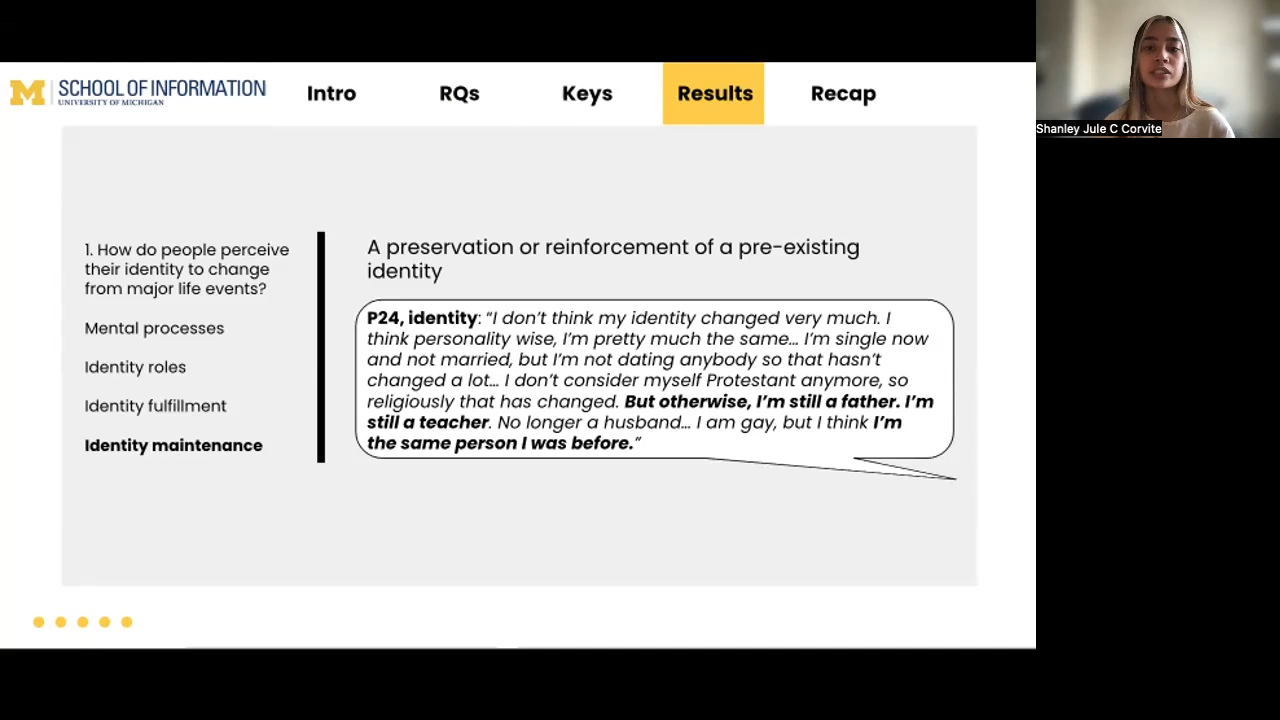 M SCHOOL OF INFORMATION
UNIVERSITY OF MICHIGAN
Intro RQs Keys Results Recap
Shanley Jule C Corvite
1. How do people perceive
their identity to change
from major life events?
Mental processes
Identity roles
Identity fulfillment
Identity maintenance
A preservation or reinforcement of a pre-existing
identity
P24, identity: “I don’t think my identity changed very much. I
think personality wise, I’m pretty much the same... I’m single now
and not married, but I’m not dating anybody so that hasn’t
changed a lot... I don’t consider myself Protestant anymore, so
religiously that has changed. But otherwise, I’m still a father. I’m
still a teacher. No longer a husband... I am gay, but I think I’m
the same person I was before.”